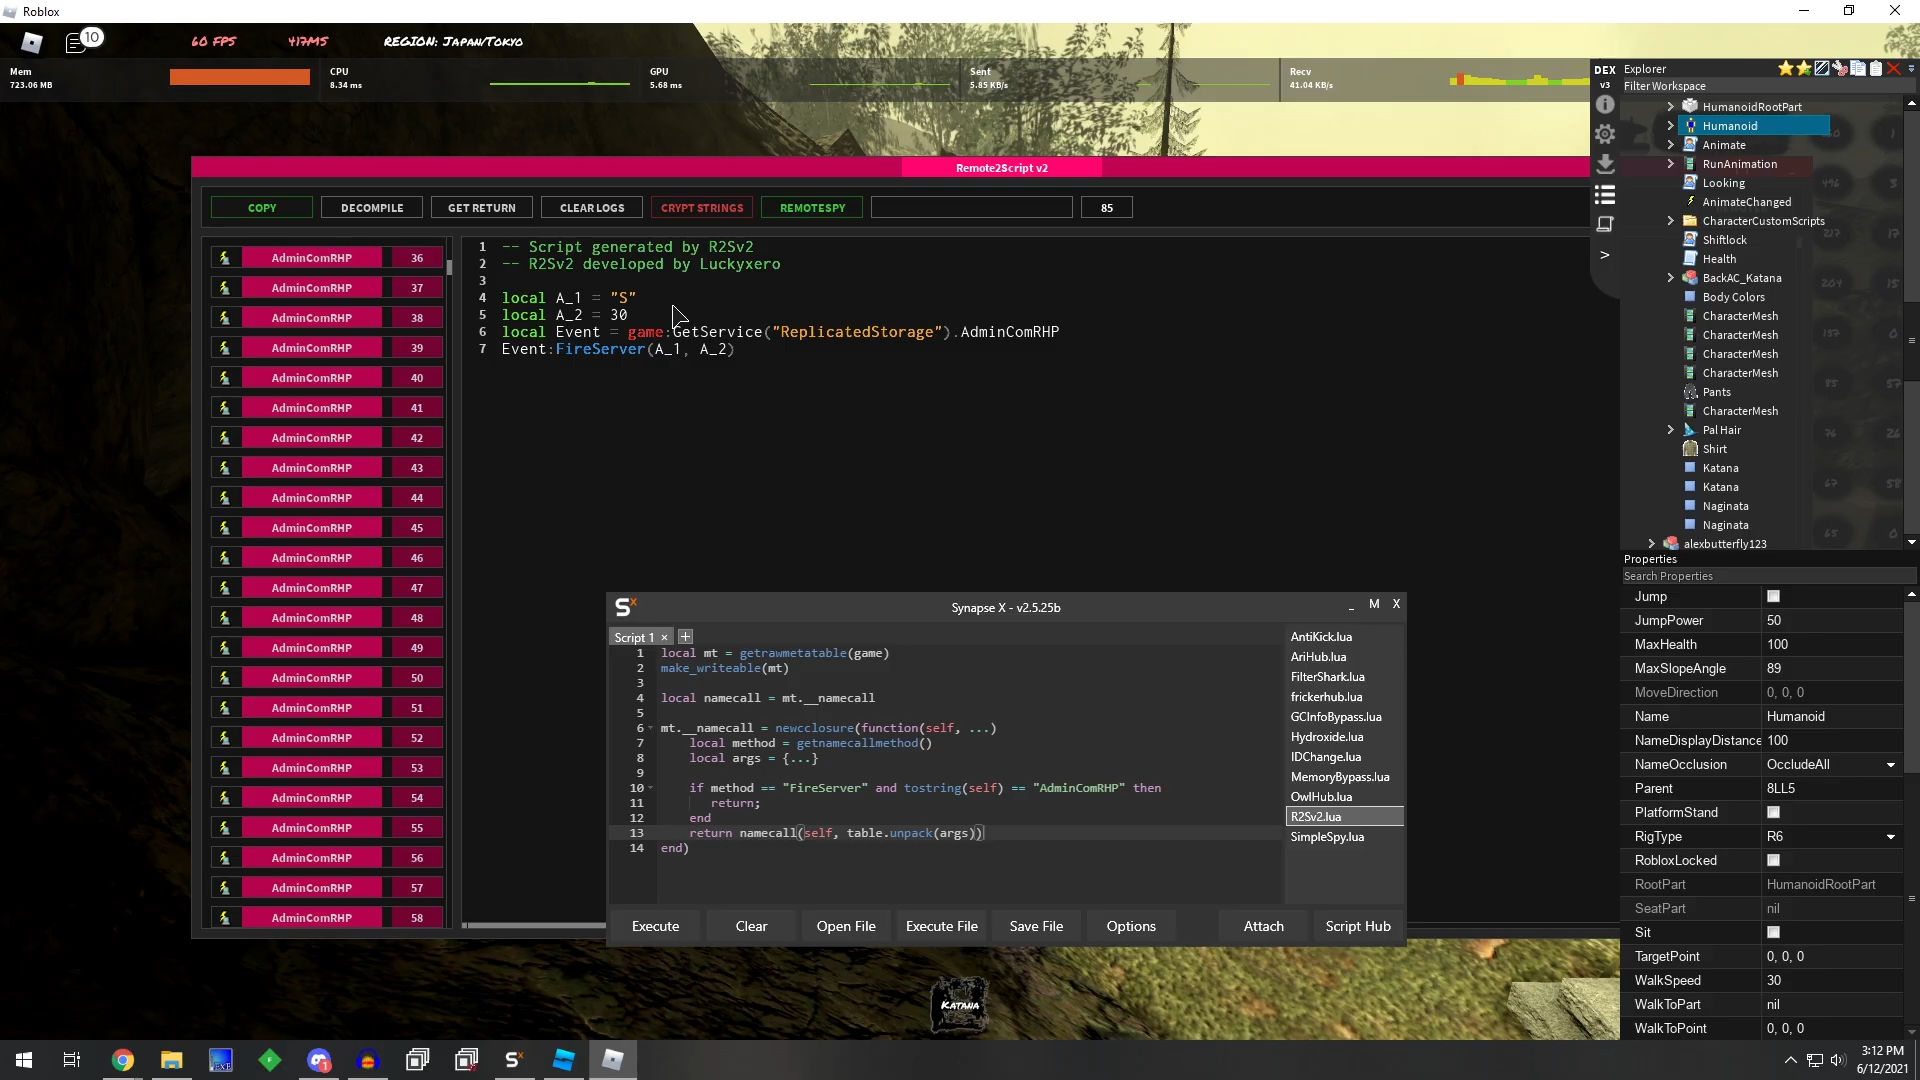 Roblox
10
60 FPS
417MS
REGION: JAPAN/TOKYO
Mem
723.06 MB
CPU
8.34 ms
GPU
5.68 ms
Sent
5.85 KB/s
Recv
41.04 KB/s
Remote2Script v2
COPY
DECOMPILE
GET RETURN
CLEAR LOGS
CRYPT STRINGS
REMOTESPY
85
AdminComRHP 36
AdminComRHP 37
AdminComRHP 38
AdminComRHP 39
AdminComRHP 40
AdminComRHP 41
AdminComRHP 42
AdminComRHP 43
AdminComRHP 44
AdminComRHP 45
AdminComRHP 46
AdminComRHP 47
AdminComRHP 48
AdminComRHP 49
AdminComRHP 50
AdminComRHP 51
AdminComRHP 52
AdminComRHP 53
AdminComRHP 54
AdminComRHP 55
AdminComRHP 56
AdminComRHP 57
AdminComRHP 58
1 -- Script generated by R2Sv2
2 -- R2Sv2 developed by Luckyxero
3
4 local A_1 = "S"
5 local A_2 = 30
6 local Event = game:GetService("ReplicatedStorage").AdminComRHP
7 Event:FireServer(A_1, A_2)
Synapse X - v2.5.25b
_ M X
Script 1 × +
1 local mt = getrawmetatable(game)
2 make_writeable(mt)
3
4 local namecall = mt.__namecall
5
6 mt.__namecall = newcclosure(function(self, ...)
7 local method = getnamecallmethod()
8 local args = {...}
9
10 if method == "FireServer" and tostring(self) == "AdminComRHP" then
11 return;
12 end
13 return namecall(self, table.unpack(args))
14 end)
AntiKick.lua
AriHub.lua
FilterShark.lua
frickerhub.lua
GCInfoBypass.lua
Hydroxide.lua
IDChange.lua
MemoryBypass.lua
OwlHub.lua
R2Sv2.lua
SimpleSpy.lua
Execute
Clear
Open File
Execute File
Save File
Options
Attach
Script Hub
KATANA
DEX
v3
Explorer
Filter Workspace
HumanoidRootPart
Humanoid
Animate
RunAnimation
Looking
AnimateChanged
CharacterCustomScripts
Shiftlock
Health
BackAC_Katana
Body Colors
CharacterMesh
CharacterMesh
CharacterMesh
CharacterMesh
Pants
CharacterMesh
Pal Hair
Shirt
Katana
Katana
Naginata
Naginata
alexbutterfly123
Properties
Search Properties
Jump
JumpPower 50
MaxHealth 100
MaxSlopeAngle 89
MoveDirection 0, 0, 0
Name Humanoid
NameDisplayDistance 100
NameOcclusion OccludeAll
Parent 8LL5
PlatformStand
RigType R6
RobloxLocked
RootPart HumanoidRootPart
SeatPart nil
Sit
TargetPoint 0, 0, 0
WalkSpeed 30
WalkToPart nil
WalkToPoint 0, 0, 0
3:12 PM
6/12/2021